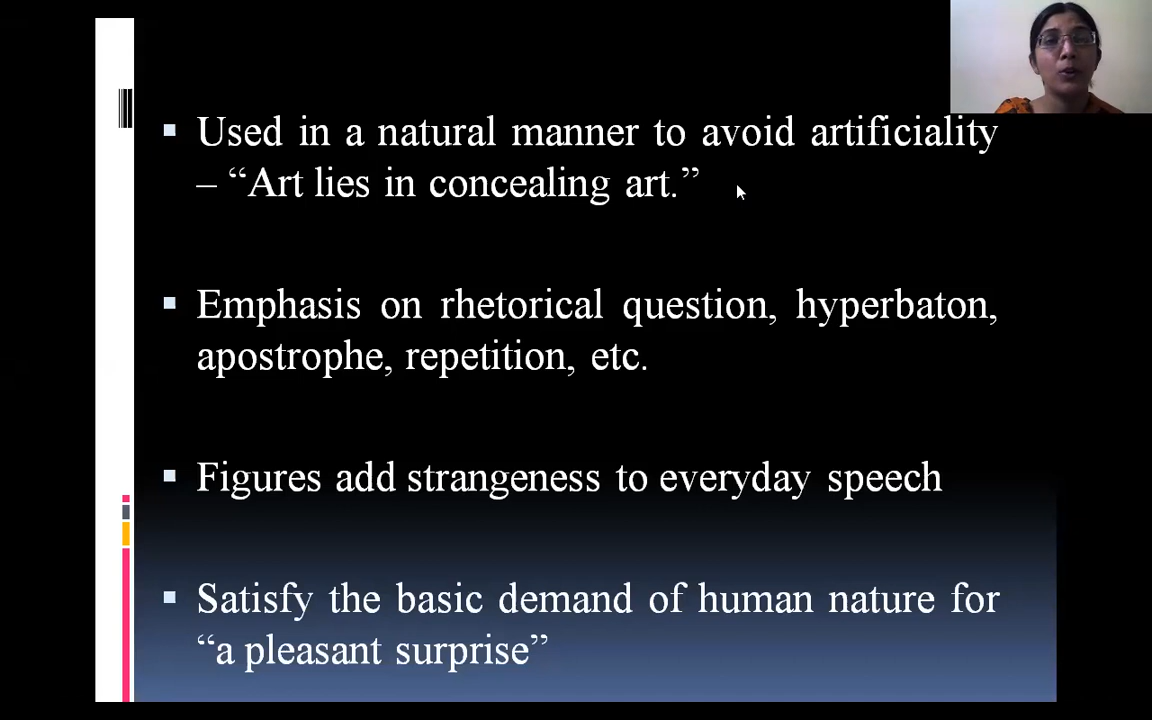 Used in a natural manner to avoid artificiality
– “Art lies in concealing art.”
Emphasis on rhetorical question, hyperbaton,
apostrophe, repetition, etc.
Figures add strangeness to everyday speech
Satisfy the basic demand of human nature for
“a pleasant surprise”